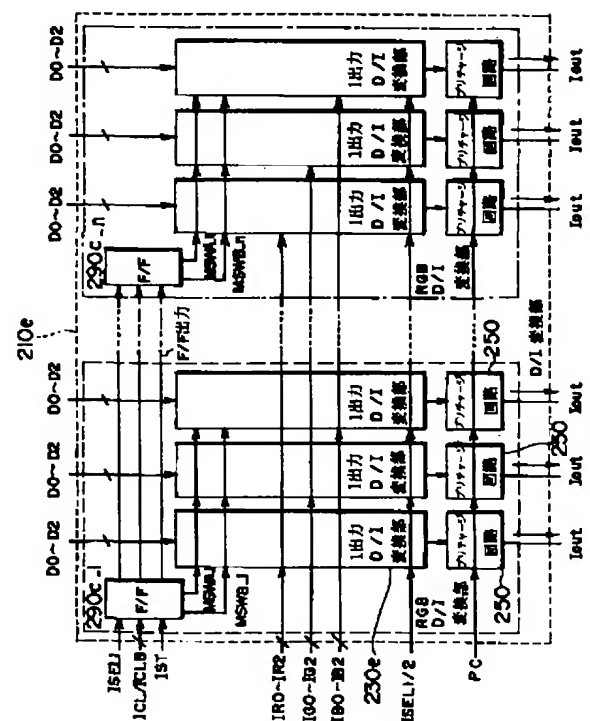 210e
D0~D2
D0~D2
D0~D2
D0~D2
D0~D2
D0~D2
290c_1
290c_n
F/F
F/F
F/F出力
ISEL1
ICL/ICLB
IST
MSWA_1
MSWB_1
MSWA_n
MSWB_n
IR0~IR2
IG0~IG2
IB0~IB2
ISEL1/2
PC
230e
1出力
D/I
変換部
1出力
D/I
変換部
1出力
D/I
変換部
1出力
D/I
変換部
1出力
D/I
変換部
1出力
D/I
変換部
RGB
D/I
変換部
RGB
D/I
変換部
プリチャージ
回路
プリチャージ
回路
プリチャージ
回路
プリチャージ
回路
プリチャージ
回路
プリチャージ
回路
250
250
250
D/I変換部
Iout
Iout
Iout
Iout
Iout
Iout